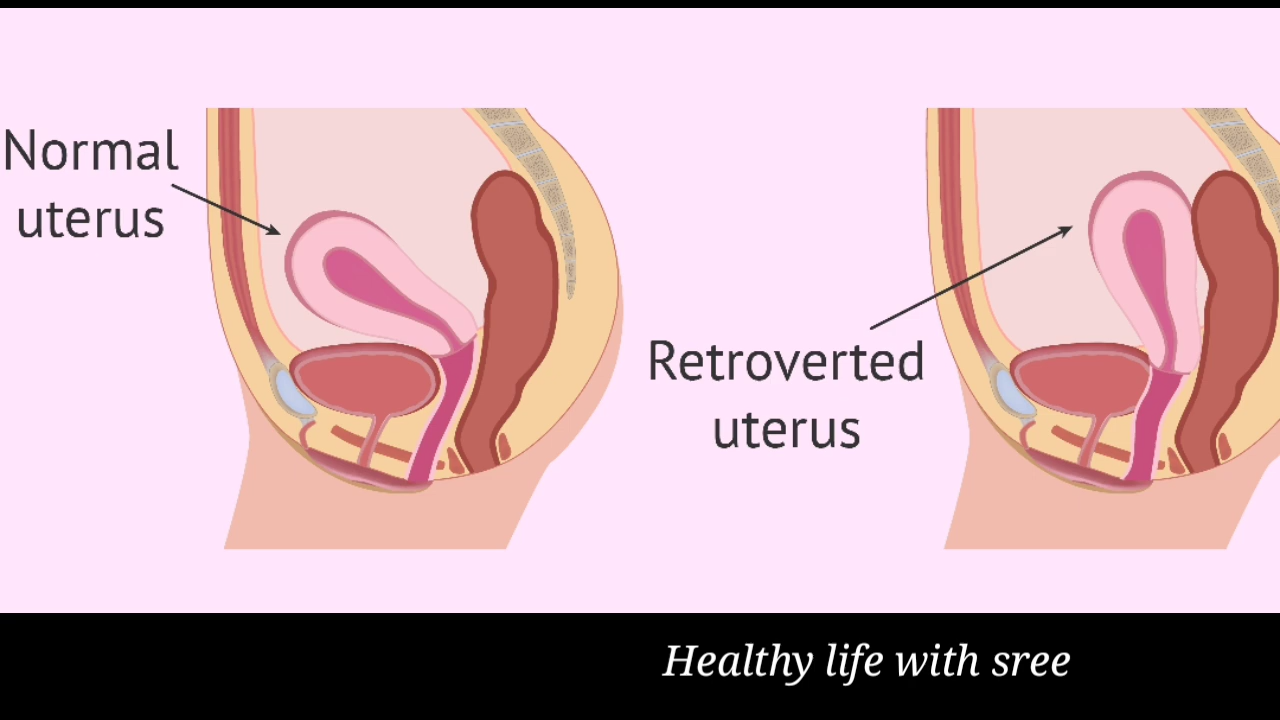 Normal
uterus
Retroverted
uterus
Healthy life with sree